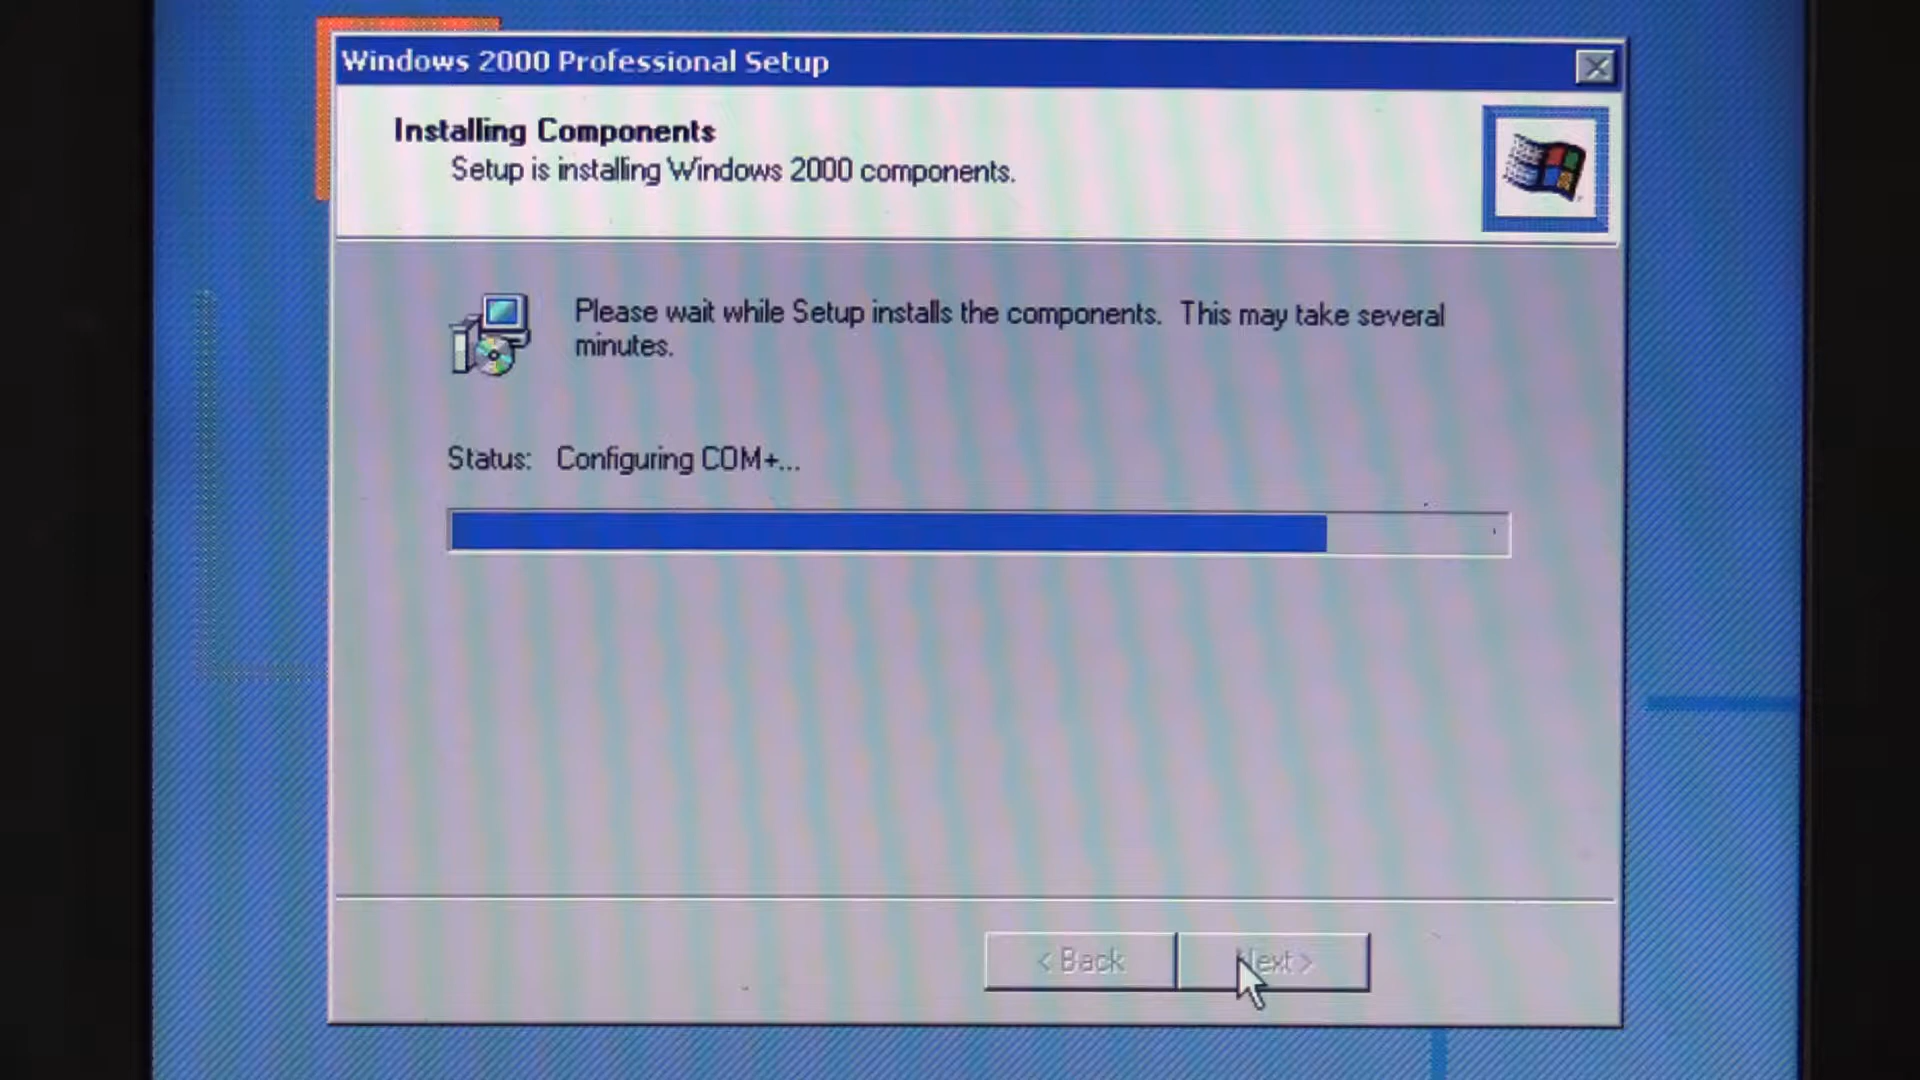 Windows 2000 Professional Setup
Installing Components
Setup is installing Windows 2000 components.
Please wait while Setup installs the components. This may take several
minutes.
Status: Configuring COM+...
< Back
Next >